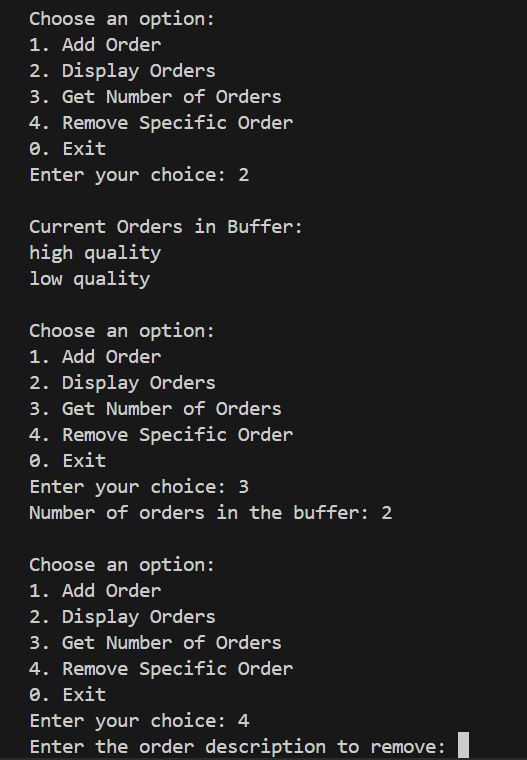 Choose an option:
1. Add Order
2. Display Orders
3. Get Number of Orders
4. Remove Specific Order
0. Exit
Enter your choice: 2
Current Orders in Buffer:
high quality
low quality
Choose an option:
1. Add Order
2. Display Orders
3. Get Number of Orders
4. Remove Specific Order
0. Exit
Enter your choice: 3
Number of orders in the buffer: 2
Choose an option:
1. Add Order
2. Display Orders
3. Get Number of Orders
4. Remove Specific Order
0. Exit
Enter your choice: 4
Enter the order description to remove: